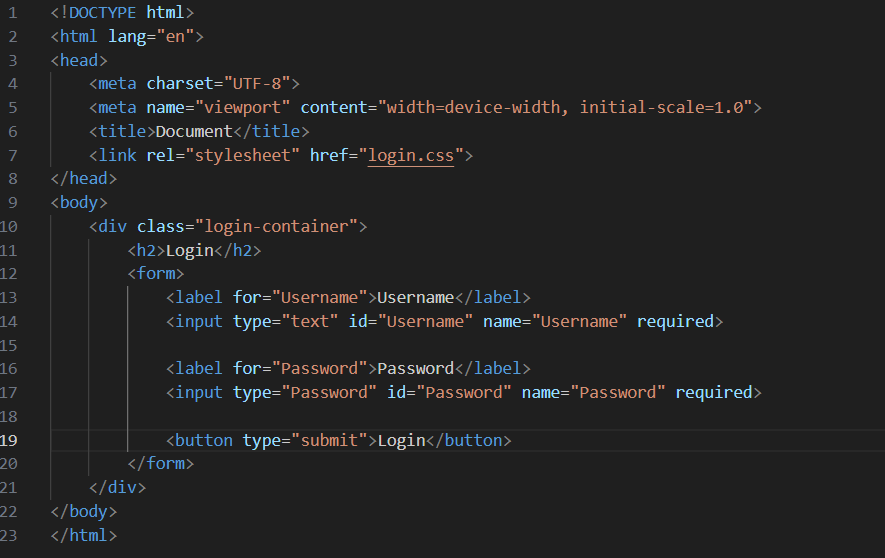 1 <!DOCTYPE html>
2 <html lang="en">
3 <head>
4     <meta charset="UTF-8">
5     <meta name="viewport" content="width=device-width, initial-scale=1.0">
6     <title>Document</title>
7     <link rel="stylesheet" href="login.css">
8 </head>
9 <body>
10     <div class="login-container">
11         <h2>Login</h2>
12         <form>
13             <label for="Username">Username</label>
14             <input type="text" id="Username" name="Username" required>
15
16             <label for="Password">Password</label>
17             <input type="Password" id="Password" name="Password" required>
18
19             <button type="submit">Login</button>
20         </form>
21     </div>
22 </body>
23 </html>